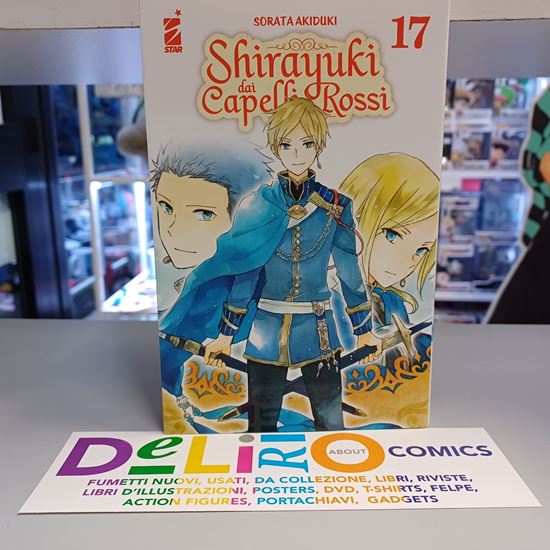 SORATA AKIDUKI
17
STAR
Shirayuki
dai
Capelli Rossi
DeLiRiO ABOUT COMICS
FUMETTI NUOVI, USATI, DA COLLEZIONE, LIBRI, RIVISTE,
LIBRI D'ILLUSTRAZIONI, POSTERS, DVD, T-SHIRTS, FELPE,
ACTION FIGURES, PORTACHIAVI, GADGETS